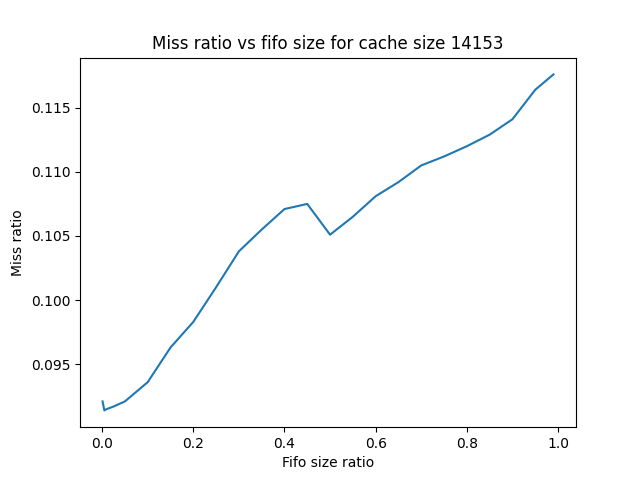 Miss ratio vs fifo size for cache size 14153
Miss ratio
0.115
0.110
0.105
0.100
0.095
0.0 0.2 0.4 0.6 0.8 1.0
Fifo size ratio